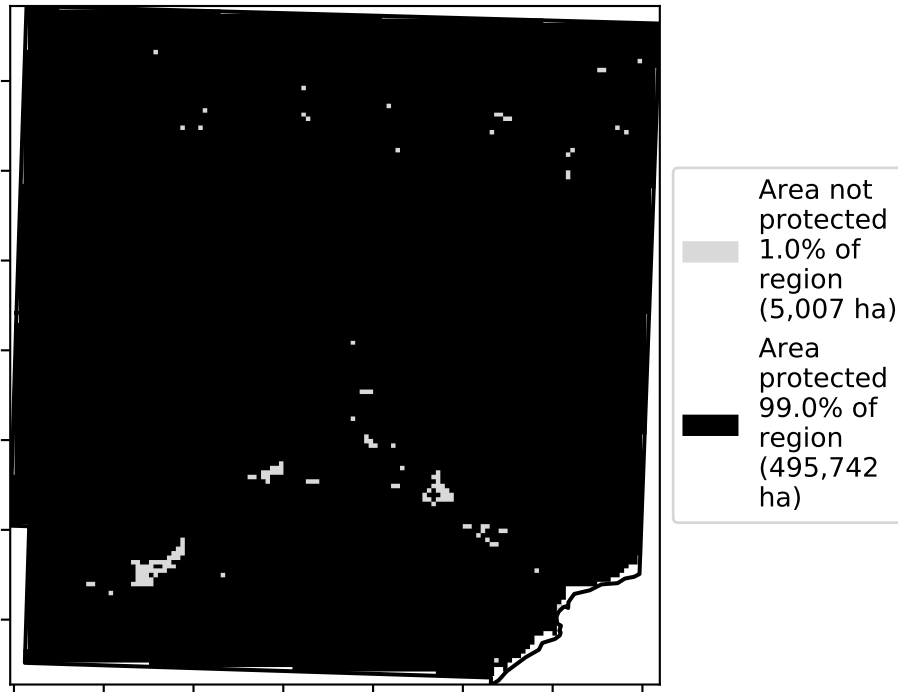 Area not
protected
1.0% of
region
(5,007 ha)
Area
protected
99.0% of
region
(495,742
ha)